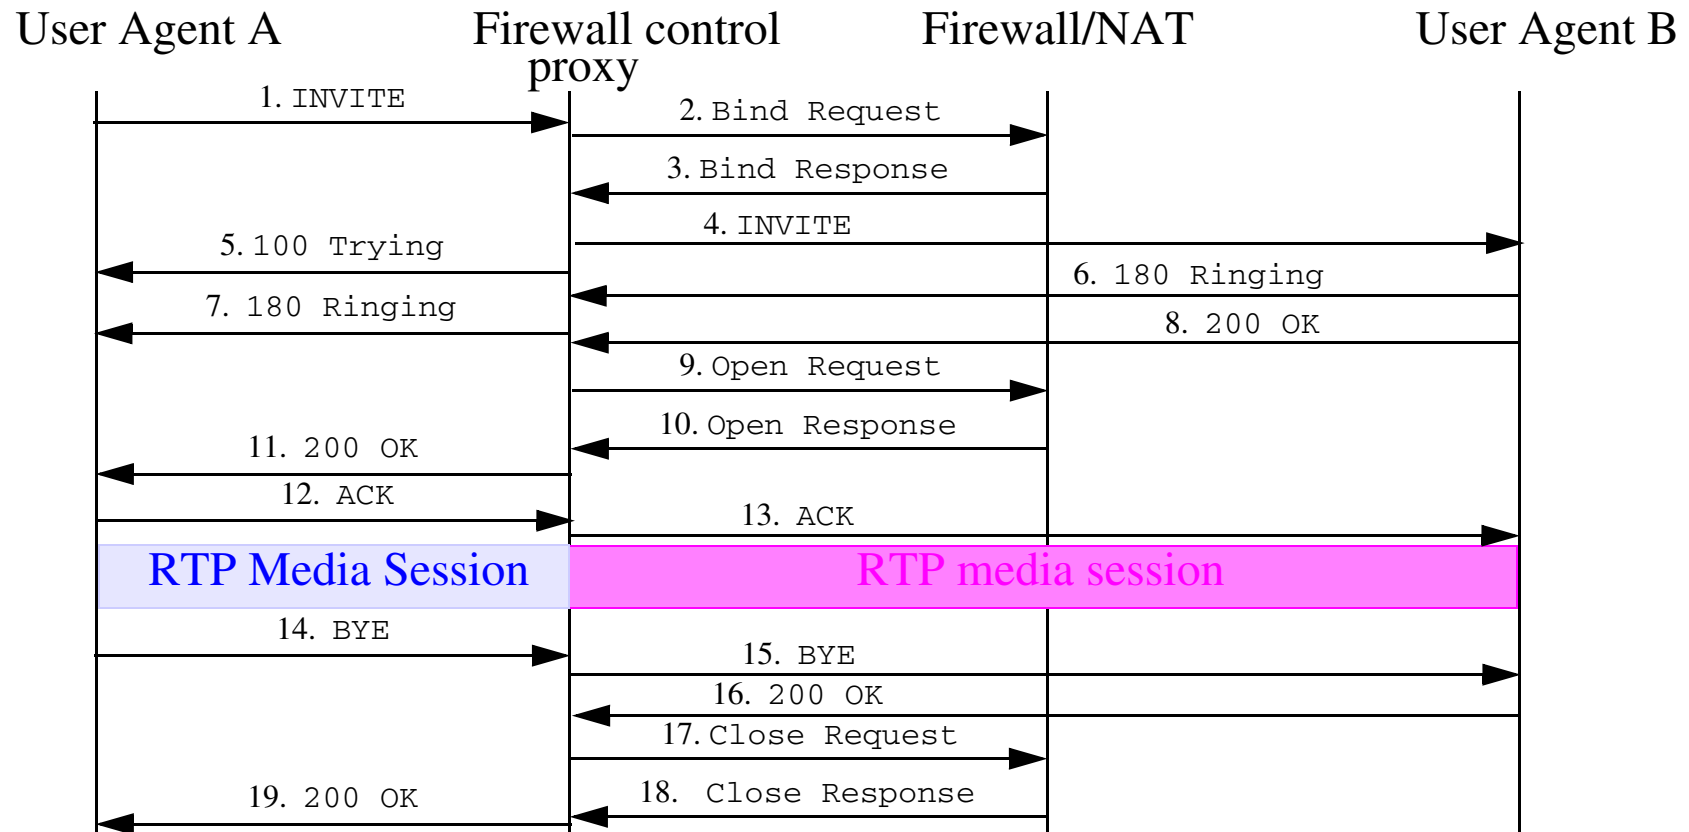 User Agent A
Firewall control
proxy
Firewall/NAT
User Agent B
1. INVITE
2. Bind Request
3. Bind Response
4. INVITE
5. 100 Trying
6. 180 Ringing
7. 180 Ringing
8. 200 OK
9. Open Request
10. Open Response
11. 200 OK
12. ACK
13. ACK
RTP Media Session
RTP media session
14. BYE
15. BYE
16. 200 OK
17. Close Request
18. Close Response
19. 200 OK